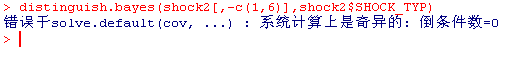 > distinguish.bayes(shock2[,-c(1,6)],shock2$SHOCK_TYP)
错误于solve.default(cov, ...) : 系统计算上是奇异的: 倒条件数=0
>